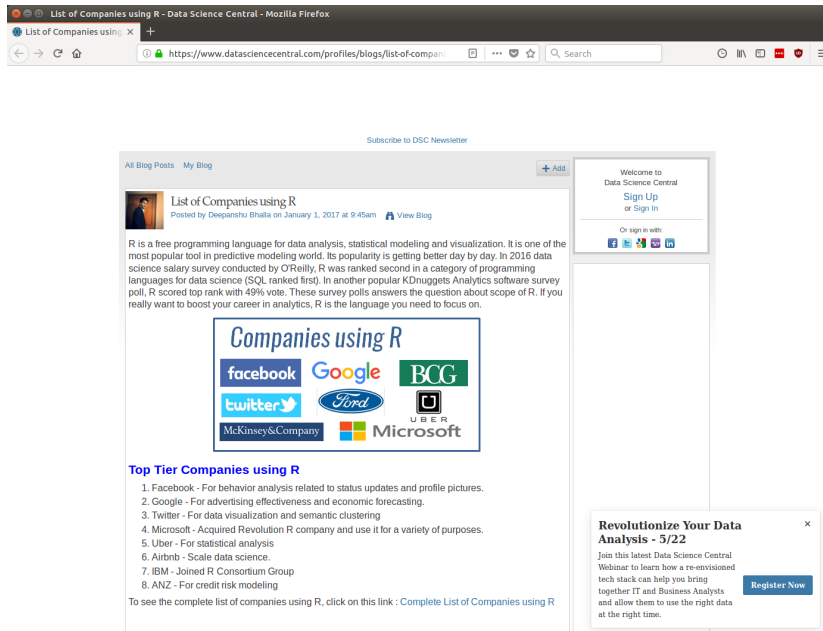 List of Companies using R - Data Science Central - Mozilla Firefox
List of Companies using
https://www.datasciencecentral.com/profiles/blogs/list-of-compani
Search
Subscribe to DSC Newsletter
All Blog Posts My Blog
Add
List of Companies using R
Posted by Deepanshu Bhalla on January 1, 2017 at 9:45am View Blog
R is a free programming language for data analysis, statistical modeling and visualization. It is one of the
most popular tool in predictive modeling world. Its popularity is getting better day by day. In 2016 data
science salary survey conducted by O'Reilly, R was ranked second in a category of programming
languages for data science (SQL ranked first). In another popular KDnuggets Analytics software survey
poll, R scored top rank with 49% vote. These survey polls answers the question about scope of R. If you
really want to boost your career in analytics, R is the language you need to focus on.
Companies using R
facebook Google BCG
twitter Ford UBER
McKinsey&Company Microsoft
Top Tier Companies using R
1. Facebook - For behavior analysis related to status updates and profile pictures.
2. Google - For advertising effectiveness and economic forecasting.
3. Twitter - For data visualization and semantic clustering
4. Microsoft - Acquired Revolution R company and use it for a variety of purposes.
5. Uber - For statistical analysis
6. Airbnb - Scale data science.
7. IBM - Joined R Consortium Group
8. ANZ - For credit risk modeling
To see the complete list of companies using R, click on this link : Complete List of Companies using R
Welcome to
Data Science Central
Sign Up
or Sign In
Or sign in with:
Revolutionize Your Data
Analysis - 5/22
Join this latest Data Science Central
Webinar to learn how a re-envisioned
tech stack can help you bring
together IT and Business Analysts
and allow them to use the right data
at the right time.
Register Now